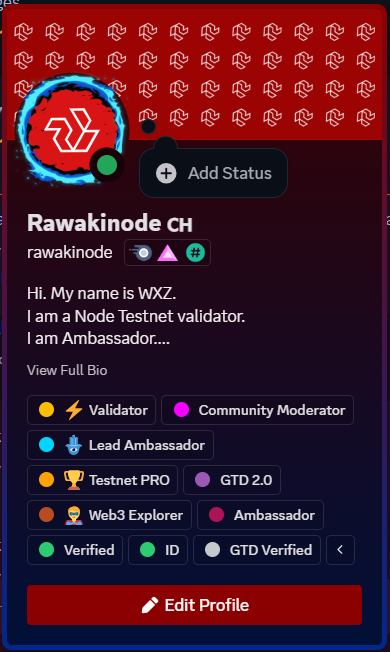 Add Status
Rawakinode CH
rawakinode
Hi. My name is WXZ.
I am a Node Testnet validator.
I am Ambassador....
View Full Bio
Validator
Community Moderator
Lead Ambassador
Testnet PRO
GTD 2.0
Web3 Explorer
Ambassador
Verified
ID
GTD Verified
Edit Profile